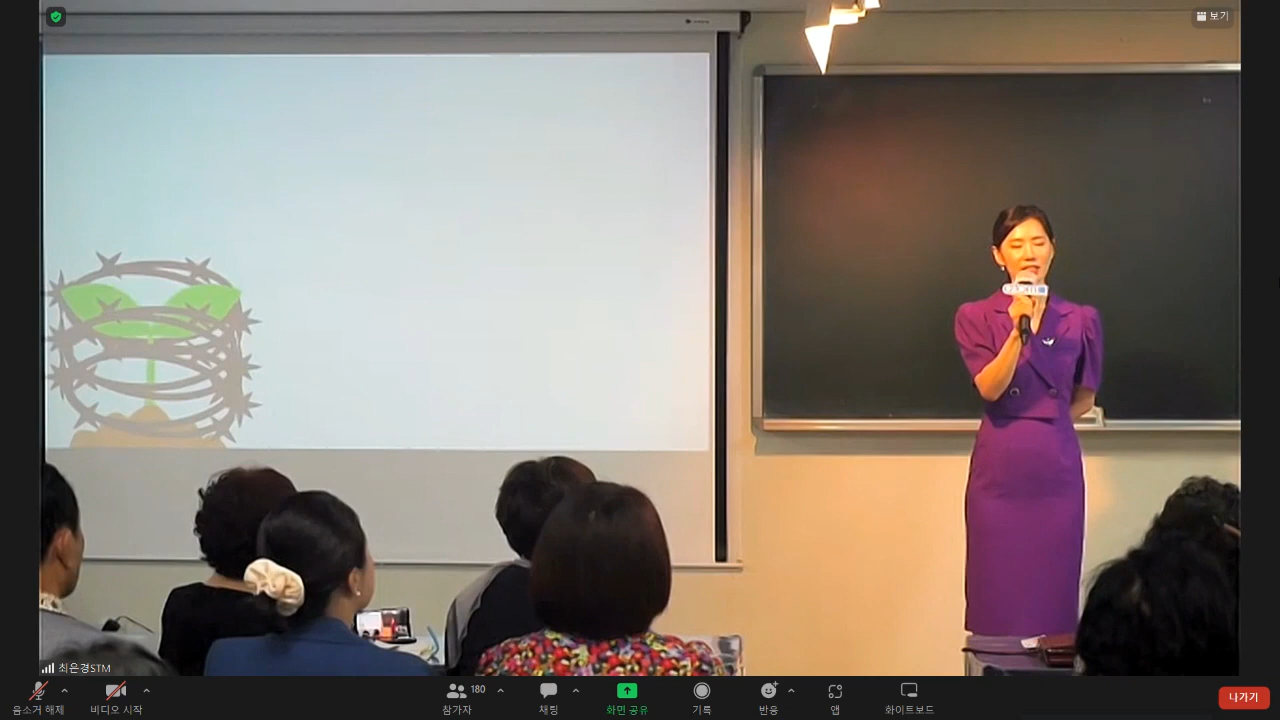 보기
최은경STM
음소거 해제
비디오 시작
180
참가자
채팅
화면 공유
기록
반응
앱
화이트보드
나가기